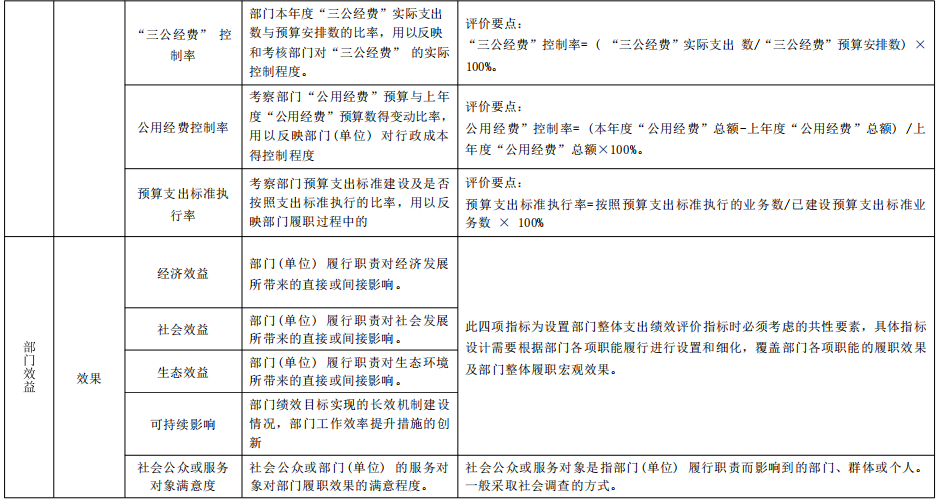 “三公经费” 控
制率
部门本年度“三公经费”实际支出
数与预算安排数的比率，用以反映
和考核部门对“三公经费” 的实际
控制程度。
评价要点：
“三公经费”控制率= ( “三公经费”实际支出 数/“三公经费”预算安排数) ×
100%。
公用经费控制率
考察部门“公用经费”预算与上年
度“公用经费”预算数得变动比率，
用以反映部门(单位) 对行政成本
得控制程度
评价要点：
公用经费”控制率= (本年度“公用经费”总额-上年度“公用经费”总额) /上
年度“公用经费”总额×100%。
预算支出标准执
行率
考察部门预算支出标准建设及是否
按照支出标准执行的比率，用以反
映部门履职过程中的
评价要点：
预算支出标准执行率=按照预算支出标准执行的业务数/已建设预算支出标准业
务数 × 100%
部门效益
效果
经济效益
部门(单位) 履行职责对经济发展
所带来的直接或间接影响。
社会效益
部门(单位) 履行职责对社会发展
所带来的直接或间接影响。
生态效益
部门(单位) 履行职责对生态环境
所带来的直接或间接影响。
可持续影响
部门绩效目标实现的长效机制建设
情况，部门工作效率提升措施的创
新
此四项指标为设置部门整体支出绩效评价指标时必须考虑的共性要素，具体指标
设计需要根据部门各项职能履行进行设置和细化，覆盖部门各项职能的履职效果
及部门整体履职宏观效果。
社会公众或服务
对象满意度
社会公众或部门(单位) 的服务对
象对部门履职效果的满意程度。
社会公众或服务对象是指部门(单位) 履行职责而影响到的部门、群体或个人。
一般采取社会调查的方式。